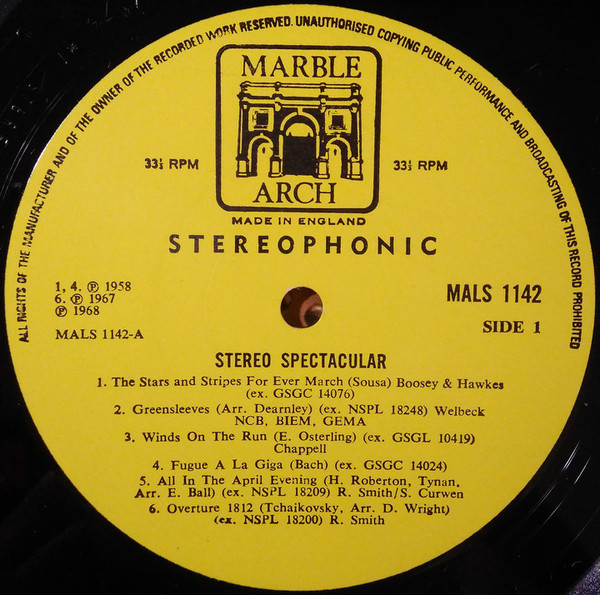 ALL RIGHTS OF THE MANUFACTURER AND OF THE OWNER OF THE RECORDED WORK RESERVED. UNAUTHORISED COPYING PUBLIC PERFORMANCE AND BROADCASTING OF THIS RECORD PROHIBITED
MARBLE
ARCH
33⅓ RPM
33⅓ RPM
MADE IN ENGLAND
STEREOPHONIC
1, 4. ℗ 1958
6. ℗ 1967
℗ 1968
MALS 1142-A
MALS 1142
SIDE 1
STEREO SPECTACULAR
1. The Stars and Stripes For Ever March (Sousa) Boosey & Hawkes
(ex. GSGC 14076)
2. Greensleeves (Arr. Dearnley) (ex. NSPL 18248) Welbeck
NCB, BIEM, GEMA
3. Winds On The Run (E. Osterling) (ex. GSGL 10419)
Chappell
4. Fugue A La Giga (Bach) (ex. GSGC 14024)
5. All In The April Evening (H. Roberton, Tynan,
Arr. E. Ball) (ex. NSPL 18209) R. Smith/S. Curwen
6. Overture 1812 (Tchaikovsky, Arr. D. Wright)
(ex. NSPL 18200) R. Smith